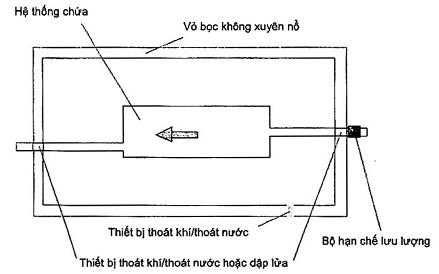 Hệ thống chứa
Vỏ bọc không xuyên nổ
Thiết bị thoát khí/thoát nước
Bộ hạn chế lưu lượng
Thiết bị thoát khí/thoát nước hoặc dập lửa